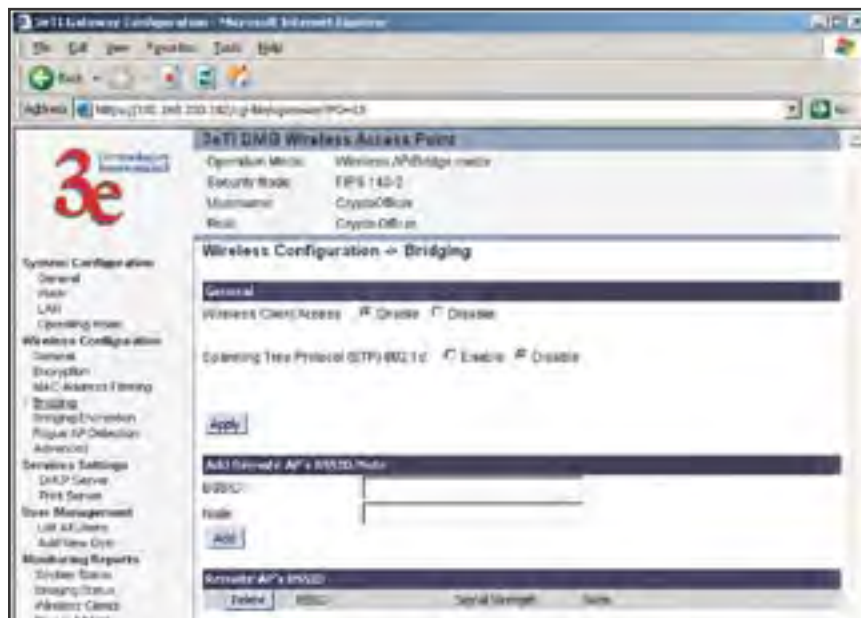 3eTI Gateway Configuration - Microsoft Internet Explorer
File Edit View Favorites Tools Help
Back
Address
3e
3eTI DMG Wireless Access Point
Operation Mode: Wireless AP/Bridge mode
Security Mode: FIPS 140-2
Username: CryptoOfficer
Role: Crypto Officer
Wireless Configuration -> Bridging
System Configuration
General
WAN
LAN
Operating Mode
Wireless Configuration
General
Encryption
MAC Address Filtering
Bridging
Bridging Encryption
Rogue AP Detection
Advanced
Services Settings
DHCP Server
Print Server
User Management
List All Users
Add New User
Monitoring Reports
System Status
Bridging Status
Wireless Clients
General
Wireless Client Access Enable Disable
Spanning Tree Protocol (STP) 802.1d Enable Disable
Apply
Add Remote AP's BSSID/Note
BSSID:
Note:
Add
Remote AP's BSSID
Delete BSSID Signal Strength Note